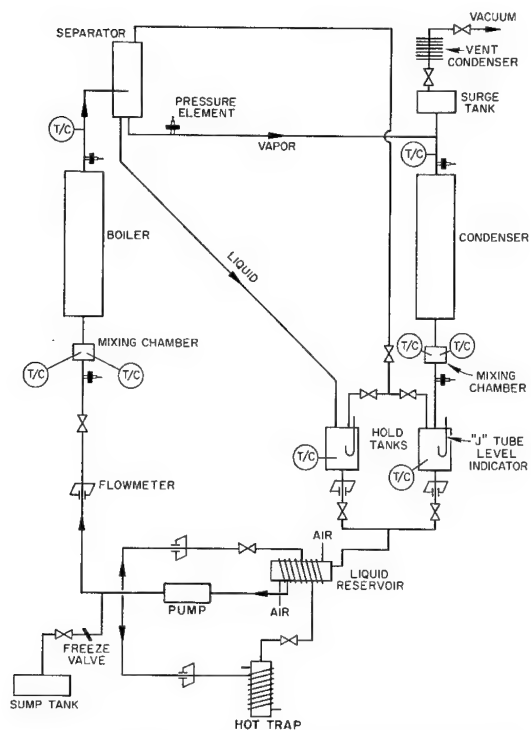 SEPARATOR
VACUUM
VENT
CONDENSER
SURGE
TANK
PRESSURE
ELEMENT
T/C
T/C
VAPOR
BOILER
CONDENSER
LIQUID
MIXING CHAMBER
T/C
T/C
T/C
T/C
MIXING
CHAMBER
HOLD
TANKS
"J" TUBE
LEVEL
INDICATOR
T/C
T/C
FLOWMETER
AIR
LIQUID
RESERVOIR
AIR
PUMP
FREEZE
VALVE
SUMP TANK
HOT TRAP